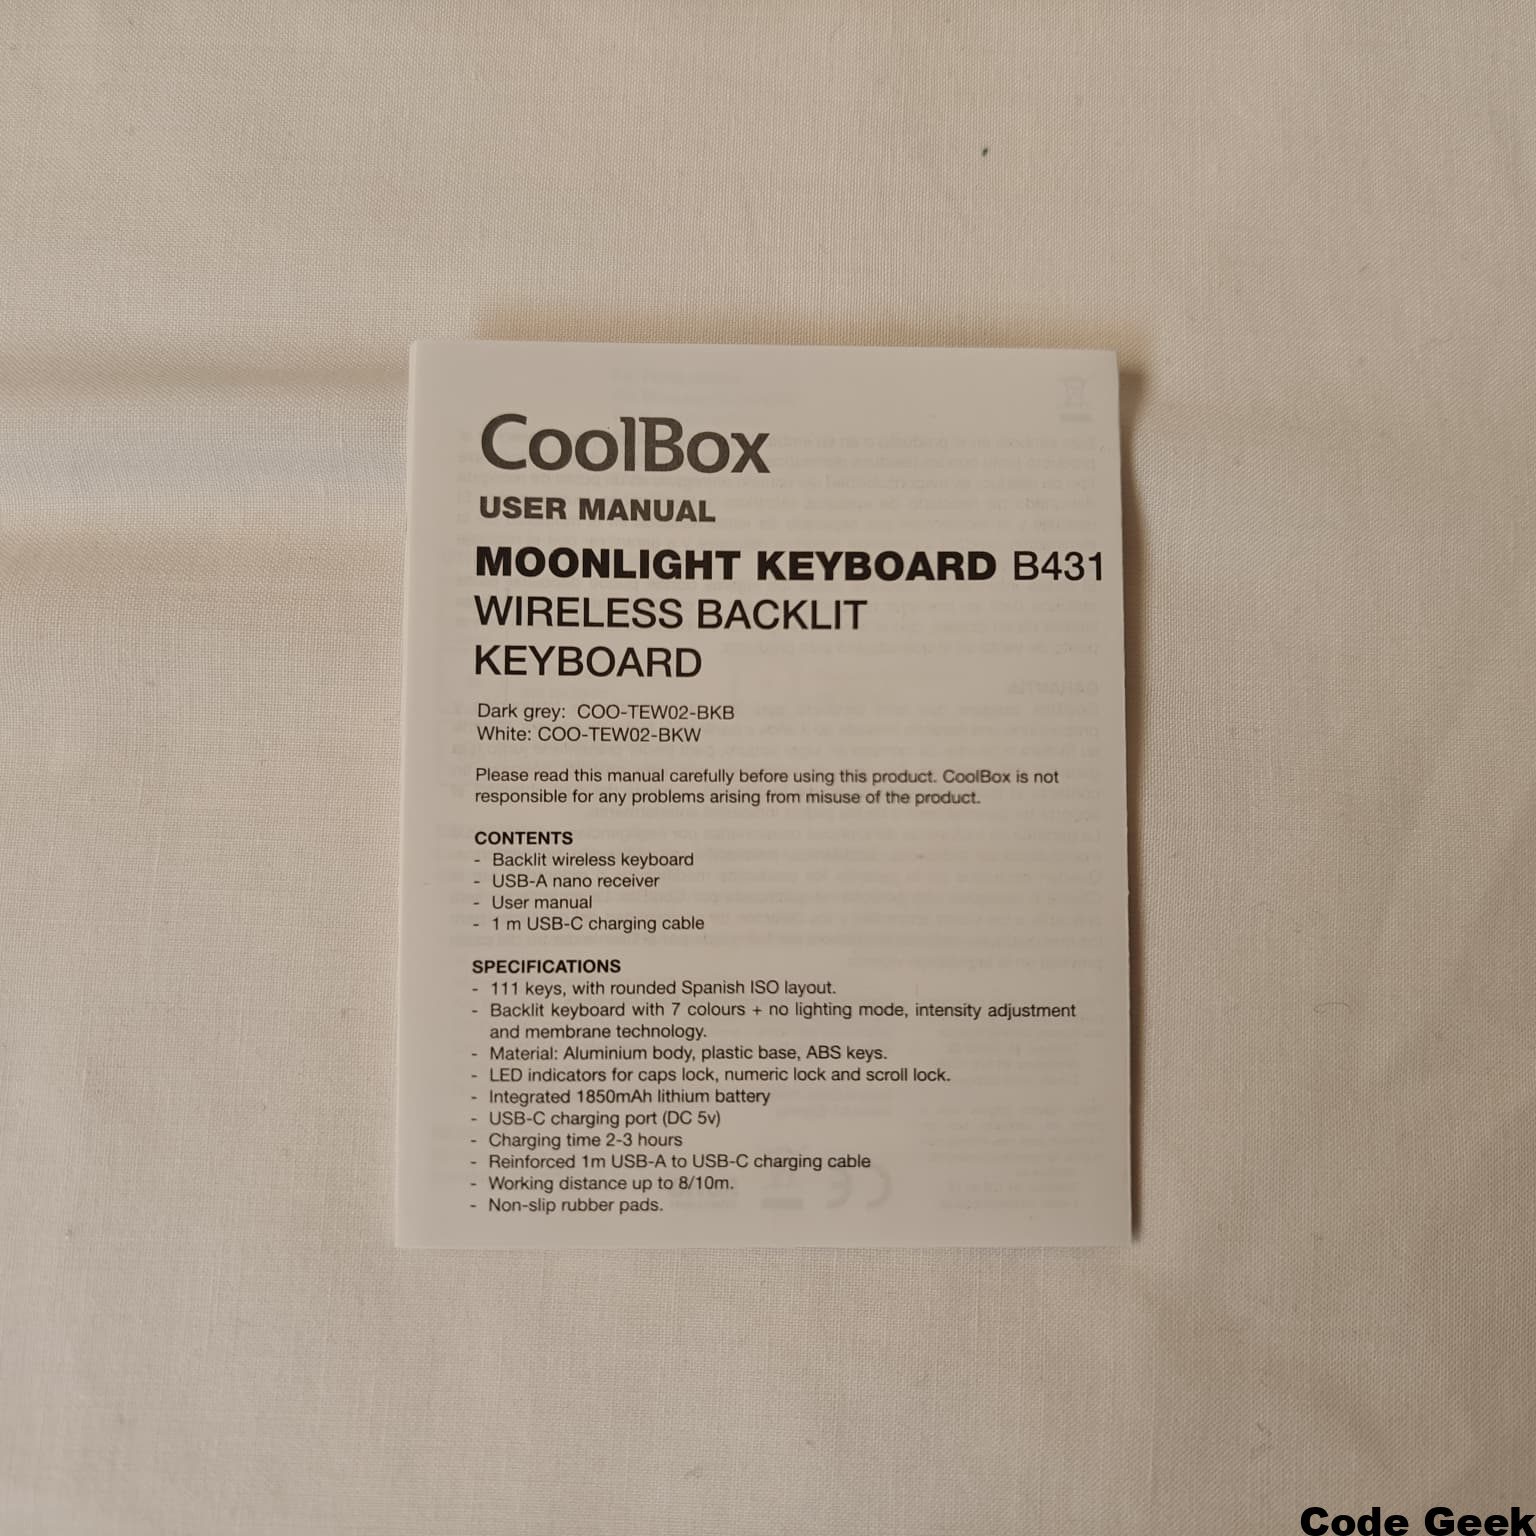 CoolBox
USER MANUAL
MOONLIGHT KEYBOARD B431
WIRELESS BACKLIT
KEYBOARD
Dark grey: COO-TEW02-BKB
White: COO-TEW02-BKW
Please read this manual carefully before using this product. CoolBox is not
responsible for any problems arising from misuse of the product.
CONTENTS
- Backlit wireless keyboard
- USB-A nano receiver
- User manual
- 1 m USB-C charging cable
SPECIFICATIONS
- 111 keys, with rounded Spanish ISO layout.
- Backlit keyboard with 7 colours + no lighting mode, intensity adjustment
and membrane technology.
- Material: Aluminium body, plastic base, ABS keys.
- LED indicators for caps lock, numeric lock and scroll lock.
- Integrated 1850mAh lithium battery
- USB-C charging port (DC 5v)
- Charging time 2-3 hours
- Reinforced 1m USB-A to USB-C charging cable
- Working distance up to 8/10m.
- Non-slip rubber pads.
Code Geek